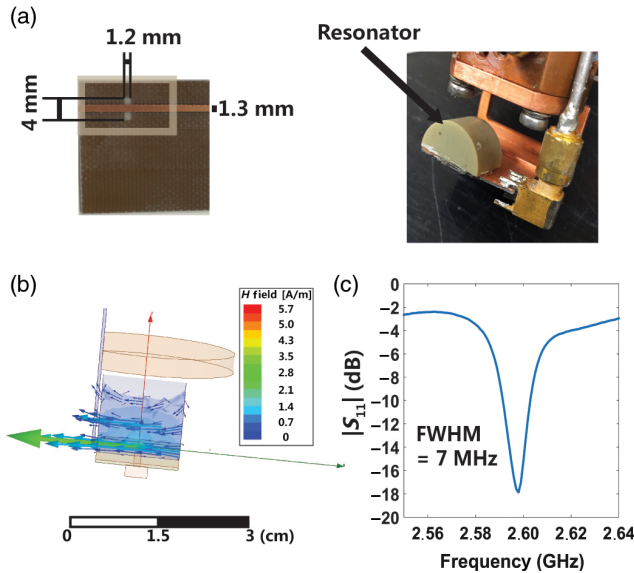 (a)
1.2 mm
4 mm
1.3 mm
Resonator
(b)
H field [A/m]
5.7
5.0
4.3
3.5
2.8
2.1
1.4
0.7
0
0 1.5 3 (cm)
(c)
0
−2
−4
−6
−8
−10
−12
−14
−16
−18
−20
|S11| (dB)
FWHM
= 7 MHz
2.56 2.58 2.60 2.62 2.64
Frequency (GHz)